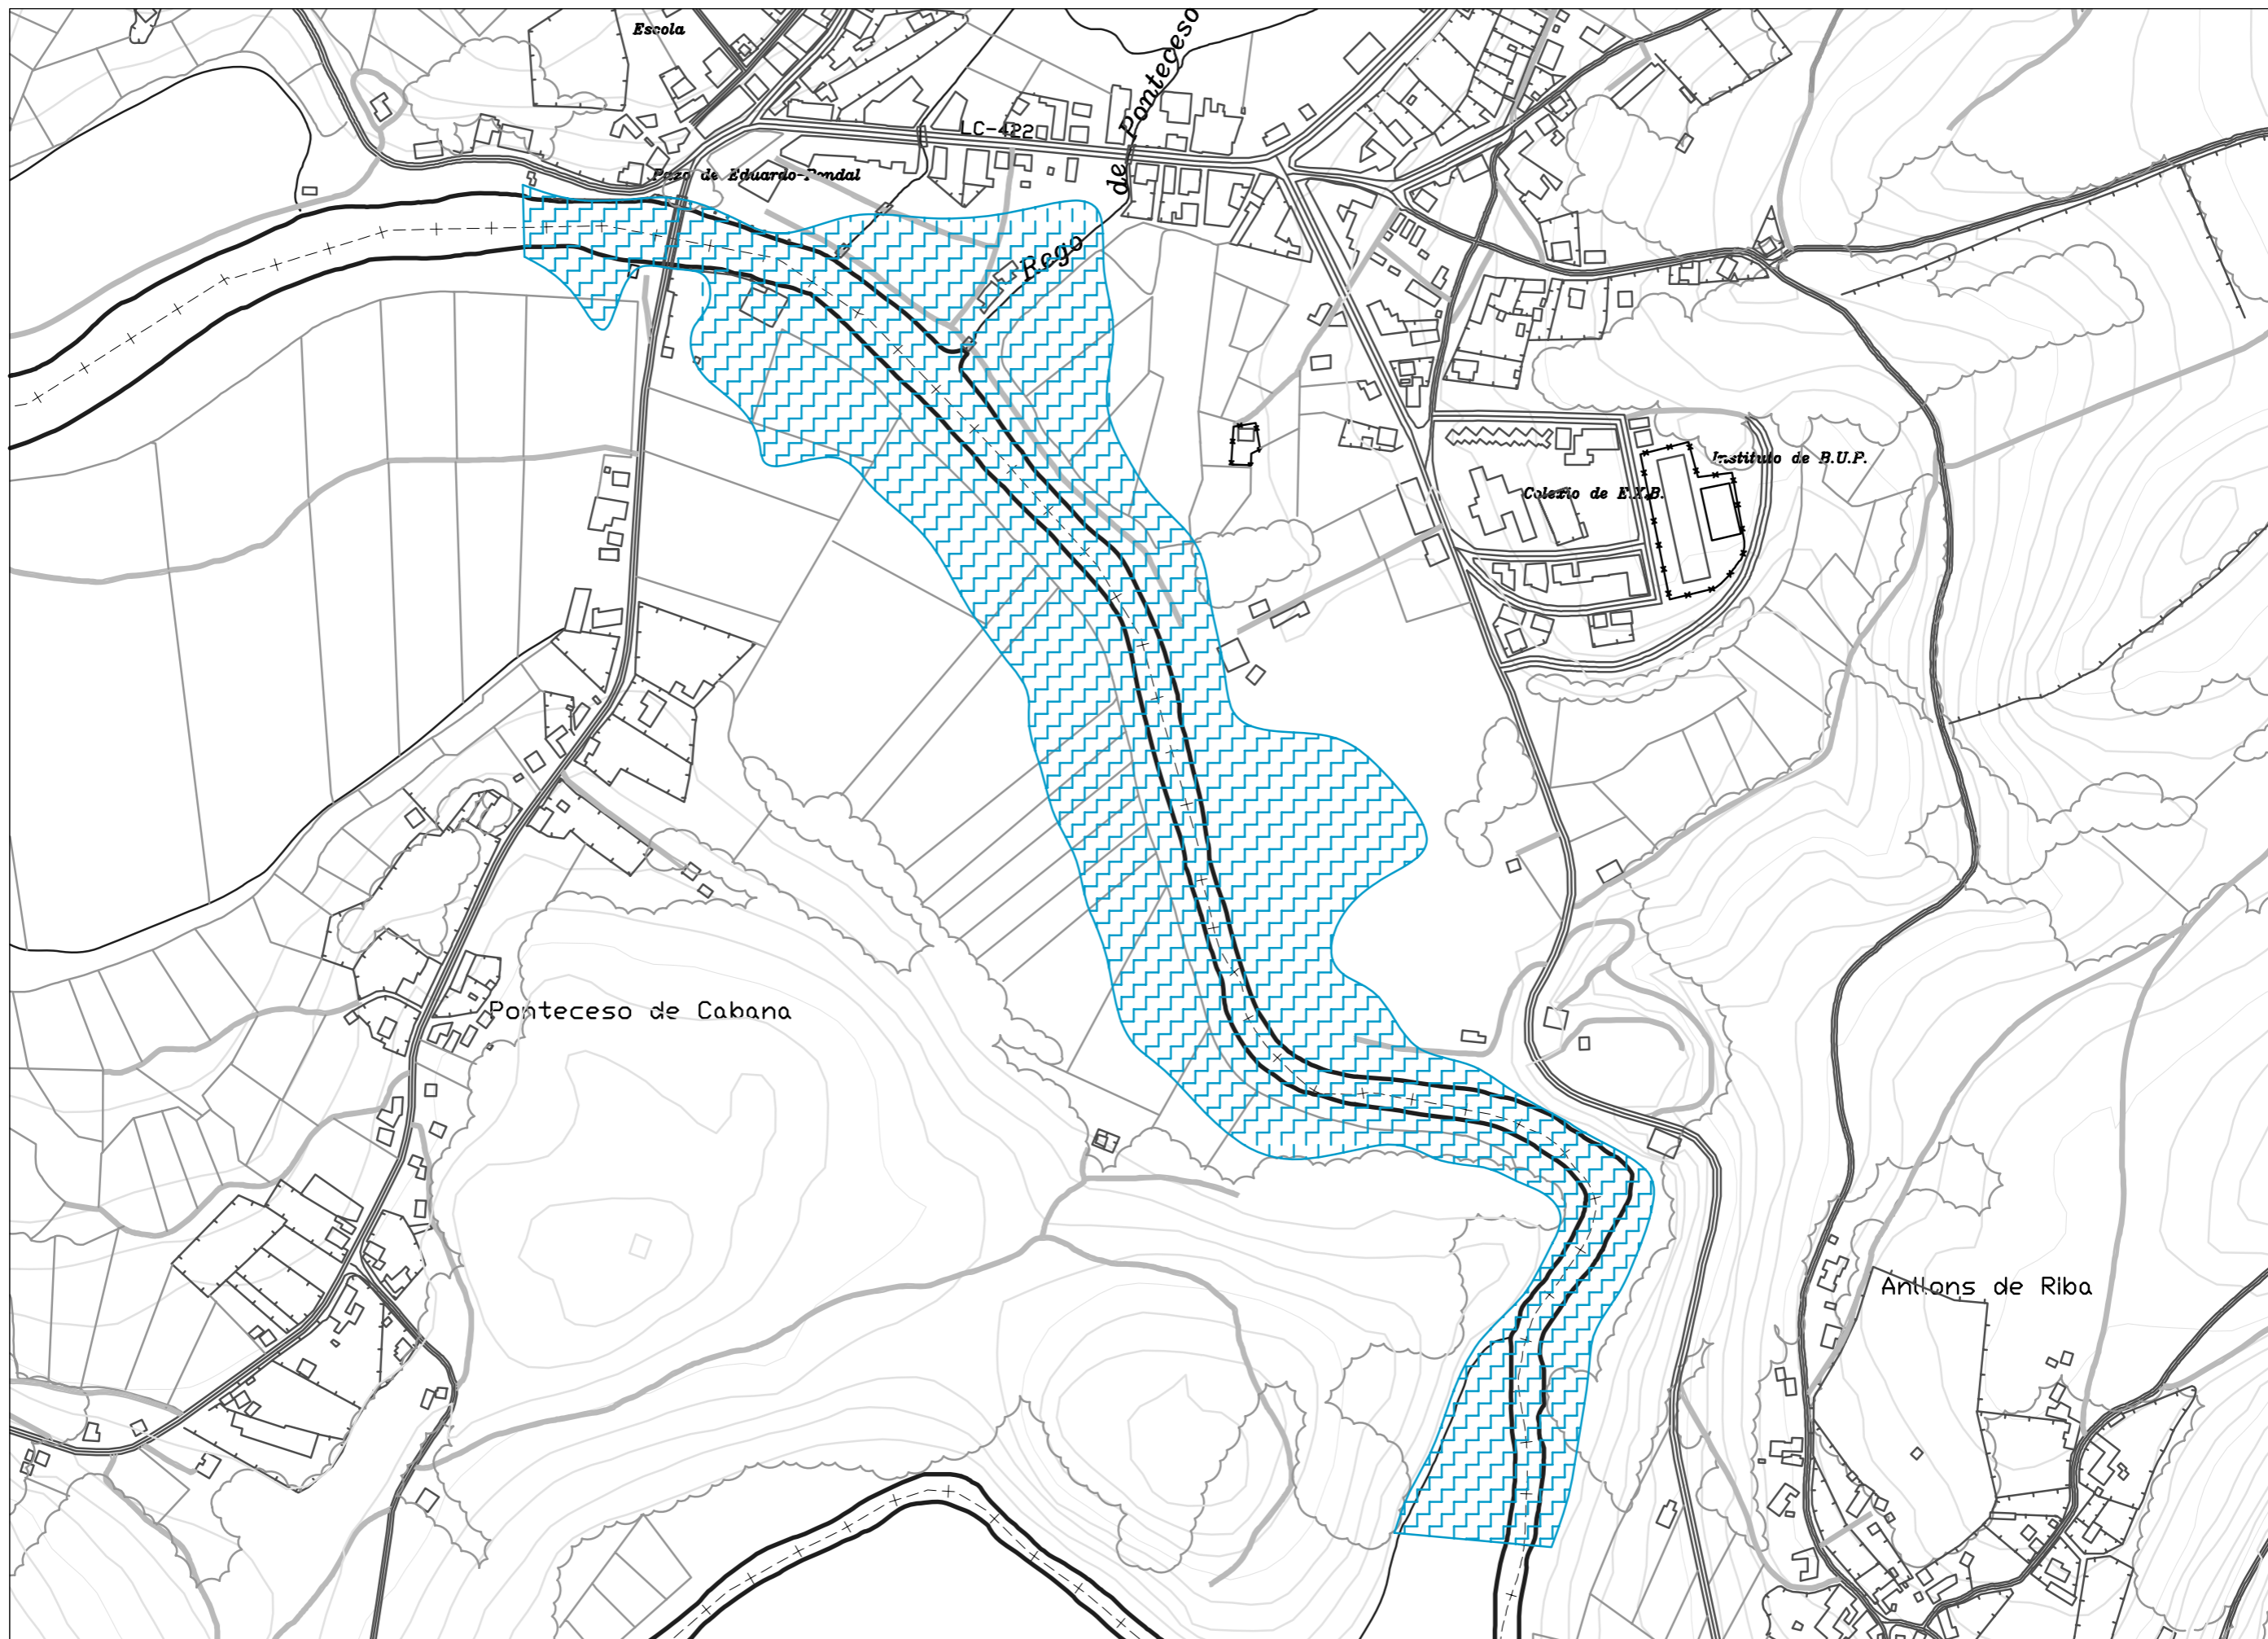 Escola
Rego de Ponteceso
LC-422
Pazo de Eduardo-Pondal
Instituto de B.U.P.
Colexio de E.X.B.
Ponteceso de Cabana
Anllons de Riba